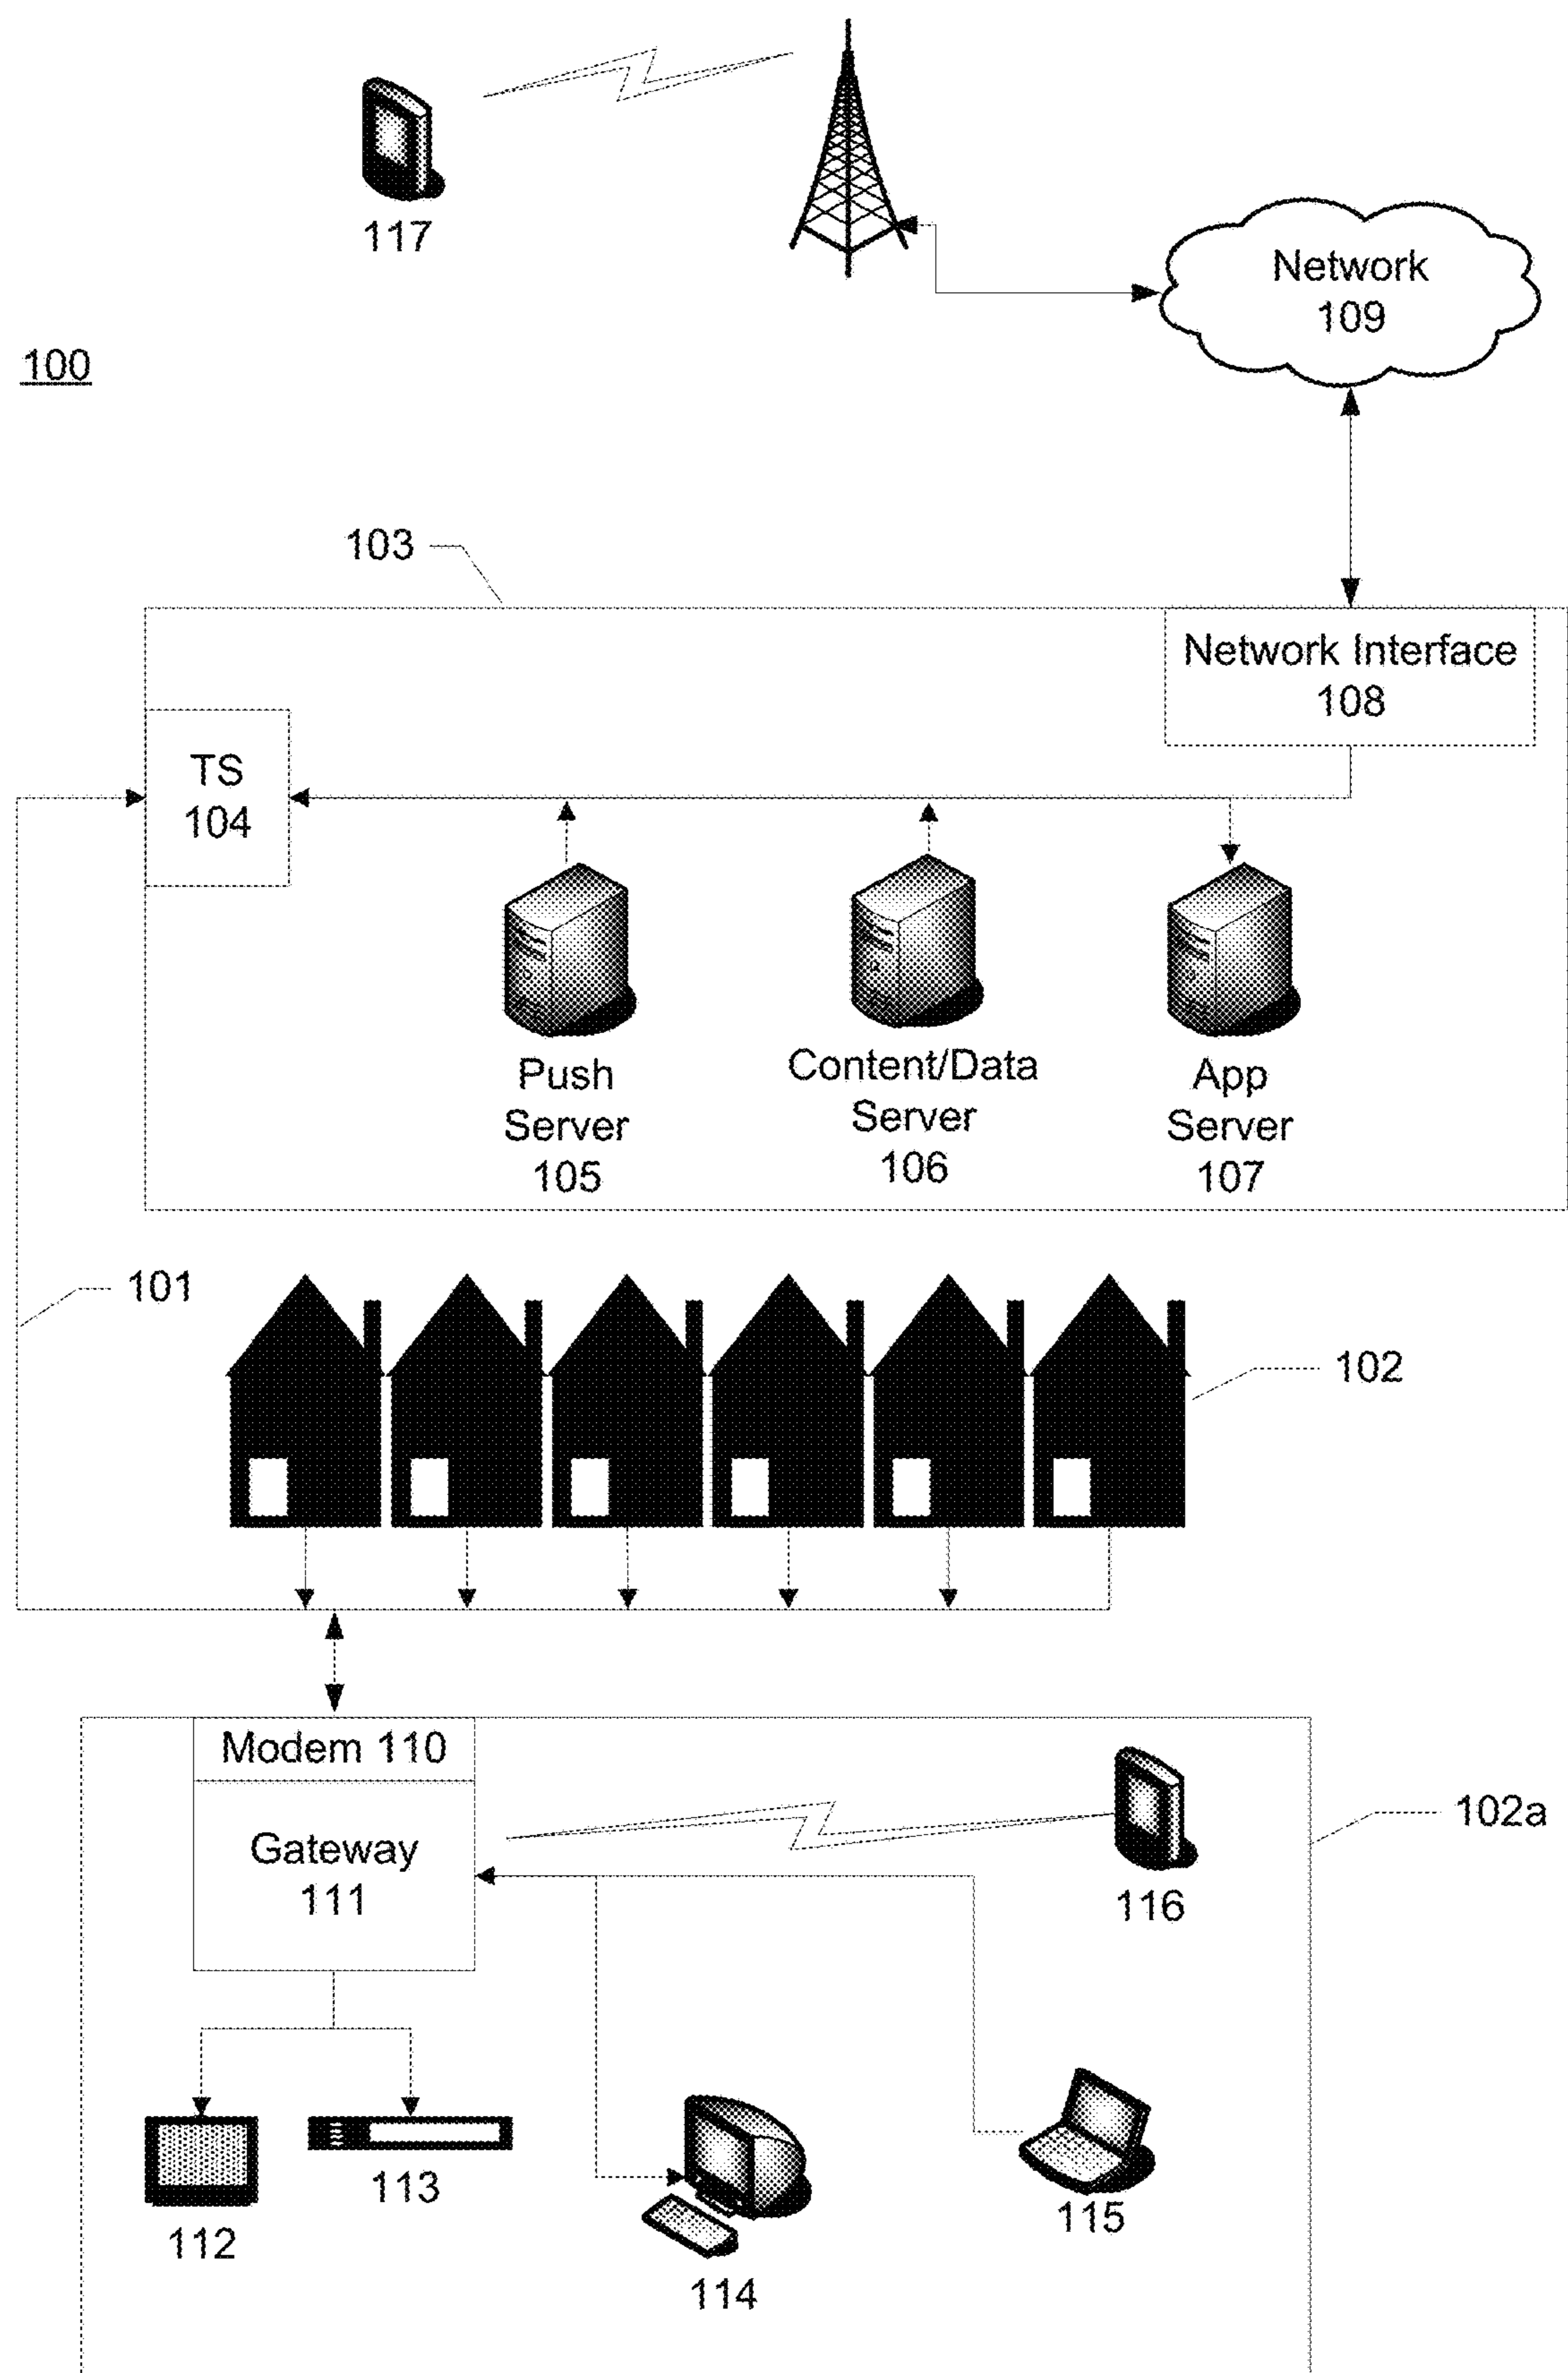 117
Network
109
100
103
Network Interface
108
TS
104
Push
Server
105
Content/Data
Server
106
App
Server
107
101
102
Modem 110
Gateway
111
116
102a
112
113
114
115